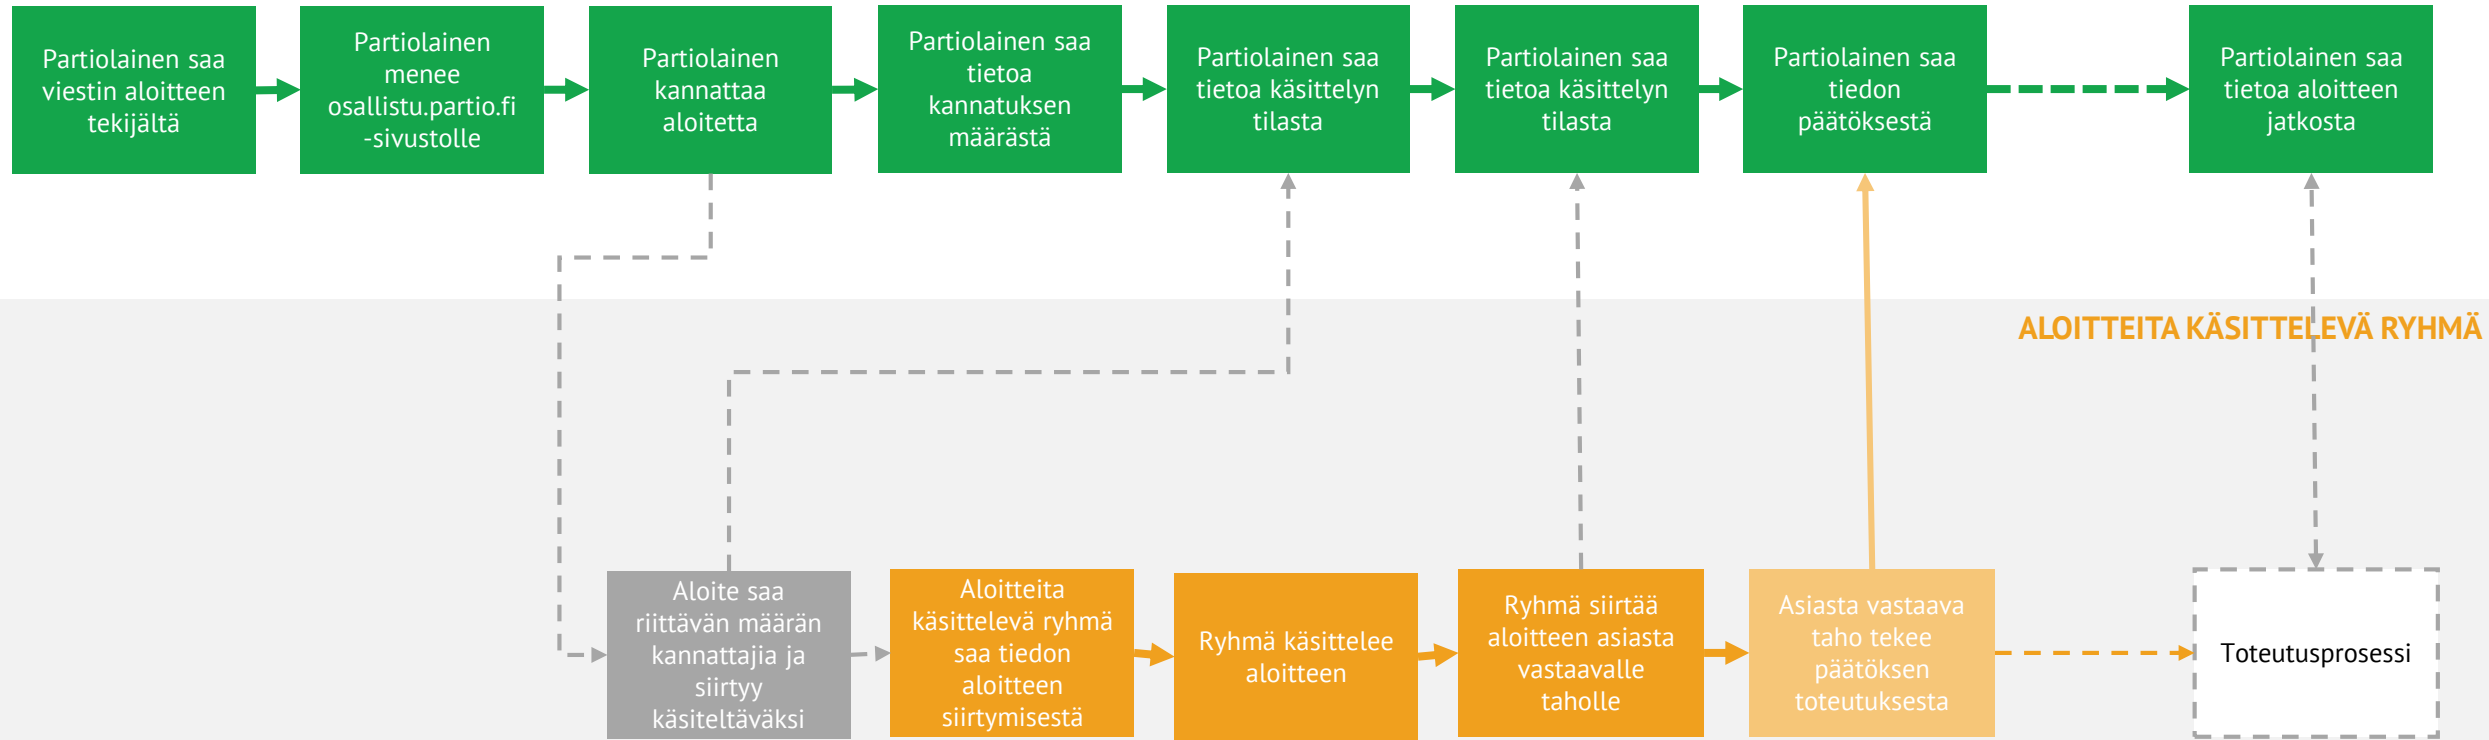 Partiolainen saa
viestin aloitteen
tekijältä
Partiolainen
menee
osallistu.partio.fi
-sivustolle
Partiolainen
kannattaa
aloitetta
Partiolainen saa
tietoa
kannatuksen
määrästä
Partiolainen saa
tietoa käsittelyn
tilasta
Partiolainen saa
tietoa käsittelyn
tilasta
Partiolainen saa
tiedon
päätöksestä
Partiolainen saa
tietoa aloitteen
jatkosta
ALOITTEITA KÄSITTELEVÄ RYHMÄ
Aloite saa
riittävän määrän
kannattajia ja
siirtyy
käsiteltäväksi
Aloitteita
käsittelevä ryhmä
saa tiedon
aloitteen
siirtymisestä
Ryhmä käsittelee
aloitteen
Ryhmä siirtää
aloitteen asiasta
vastaavalle
taholle
Asiasta vastaava
taho tekee
päätöksen
toteutuksesta
Toteutusprosessi